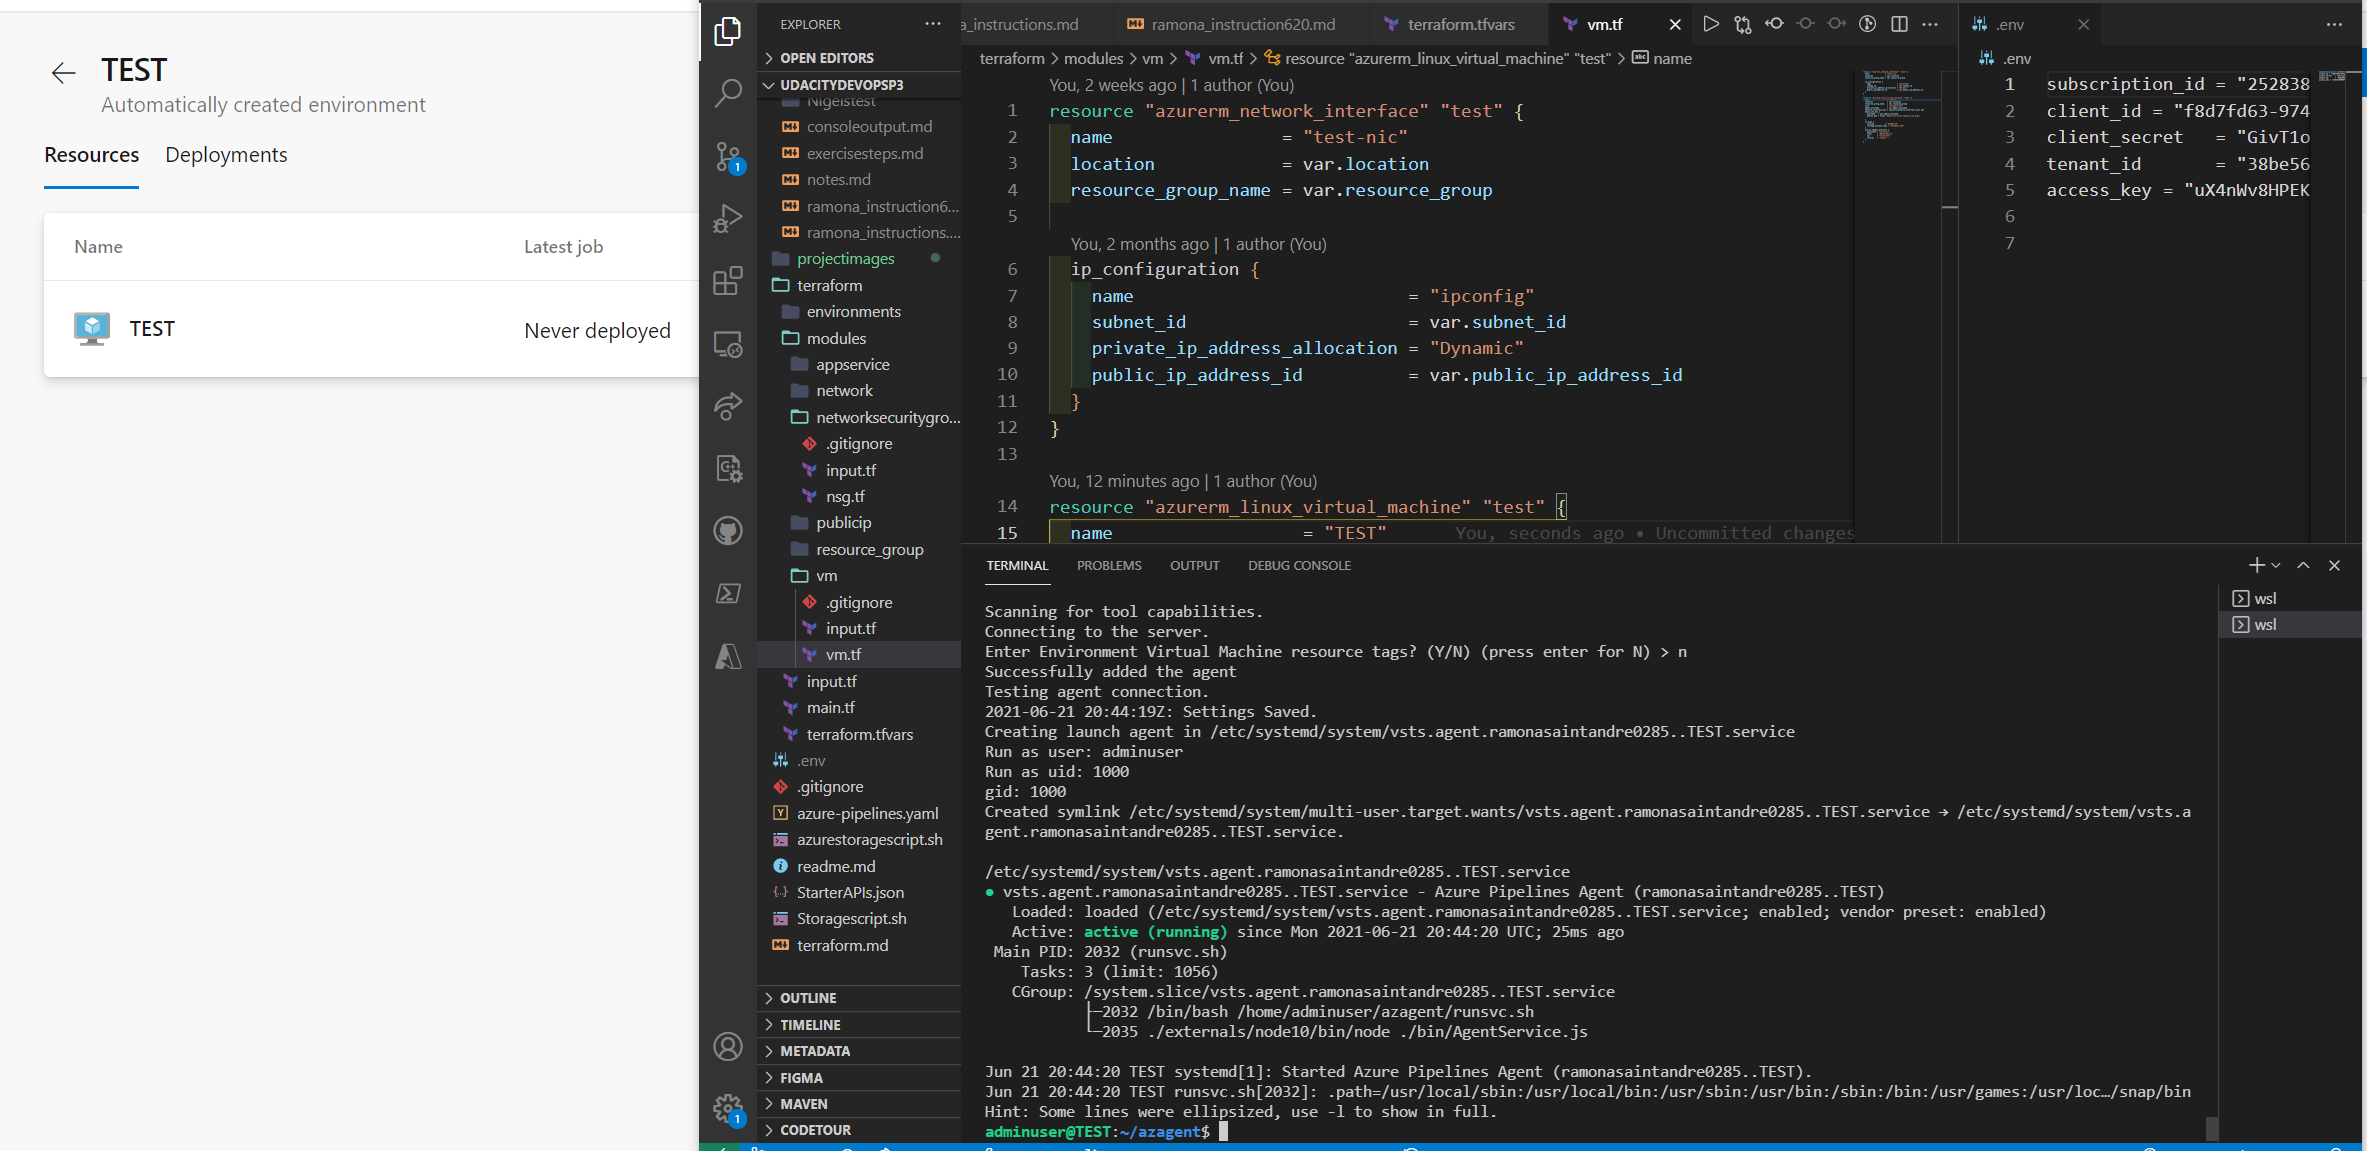 TEST
Automatically created environment
Resources Deployments
Name Latest job
TEST Never deployed
EXPLORER
OPEN EDITORS
UDACITYDEVOPSP3
Nigelstest
consoleoutput.md
exercisesteps.md
notes.md
ramona_instruction6...
ramona_instructions....
projectimages
terraform
environments
modules
appservice
network
networksecuritygro...
.gitignore
input.tf
nsg.tf
publicip
resource_group
vm
.gitignore
input.tf
vm.tf
input.tf
main.tf
terraform.tfvars
.env
.gitignore
azure-pipelines.yaml
azurestoragescript.sh
readme.md
StarterAPIs.json
Storagescript.sh
terraform.md
OUTLINE
TIMELINE
METADATA
FIGMA
MAVEN
CODETOUR
1
1
a_instructions.md ramona_instruction620.md terraform.tfvars vm.tf
terraform > modules > vm > vm.tf > resource "azurerm_linux_virtual_machine" "test" > name
You, 2 weeks ago | 1 author (You)
1 resource "azurerm_network_interface" "test" {
2 name = "test-nic"
3 location = var.location
4 resource_group_name = var.resource_group
5
You, 2 months ago | 1 author (You)
6 ip_configuration {
7 name = "ipconfig"
8 subnet_id = var.subnet_id
9 private_ip_address_allocation = "Dynamic"
10 public_ip_address_id = var.public_ip_address_id
11 }
12 }
13
You, 12 minutes ago | 1 author (You)
14 resource "azurerm_linux_virtual_machine" "test" {
15 name = "TEST" You, seconds ago • Uncommitted changes
.env
.env
1 subscription_id = "252838
2 client_id = "f8d7fd63-974
3 client_secret = "GivT1o
4 tenant_id = "38be56
5 access_key = "uX4nWv8HPEK
6
7
TERMINAL PROBLEMS OUTPUT DEBUG CONSOLE
wsl
wsl
Scanning for tool capabilities.
Connecting to the server.
Enter Environment Virtual Machine resource tags? (Y/N) (press enter for N) > n
Successfully added the agent
Testing agent connection.
2021-06-21 20:44:19Z: Settings Saved.
Creating launch agent in /etc/systemd/system/vsts.agent.ramonasaintandre0285..TEST.service
Run as user: adminuser
Run as uid: 1000
gid: 1000
Created symlink /etc/systemd/system/multi-user.target.wants/vsts.agent.ramonasaintandre0285..TEST.service → /etc/systemd/system/vsts.a
gent.ramonasaintandre0285..TEST.service.
/etc/systemd/system/vsts.agent.ramonasaintandre0285..TEST.service
● vsts.agent.ramonasaintandre0285..TEST.service - Azure Pipelines Agent (ramonasaintandre0285..TEST)
Loaded: loaded (/etc/systemd/system/vsts.agent.ramonasaintandre0285..TEST.service; enabled; vendor preset: enabled)
Active: active (running) since Mon 2021-06-21 20:44:20 UTC; 25ms ago
Main PID: 2032 (runsvc.sh)
Tasks: 3 (limit: 1056)
CGroup: /system.slice/vsts.agent.ramonasaintandre0285..TEST.service
├─2032 /bin/bash /home/adminuser/azagent/runsvc.sh
└─2035 ./externals/node10/bin/node ./bin/AgentService.js
Jun 21 20:44:20 TEST systemd[1]: Started Azure Pipelines Agent (ramonasaintandre0285..TEST).
Jun 21 20:44:20 TEST runsvc.sh[2032]: .path=/usr/local/sbin:/usr/local/bin:/usr/sbin:/usr/bin:/sbin:/bin:/usr/games:/usr/loc…/snap/bin
Hint: Some lines were ellipsized, use -l to show in full.
adminuser@TEST:~/azagent$